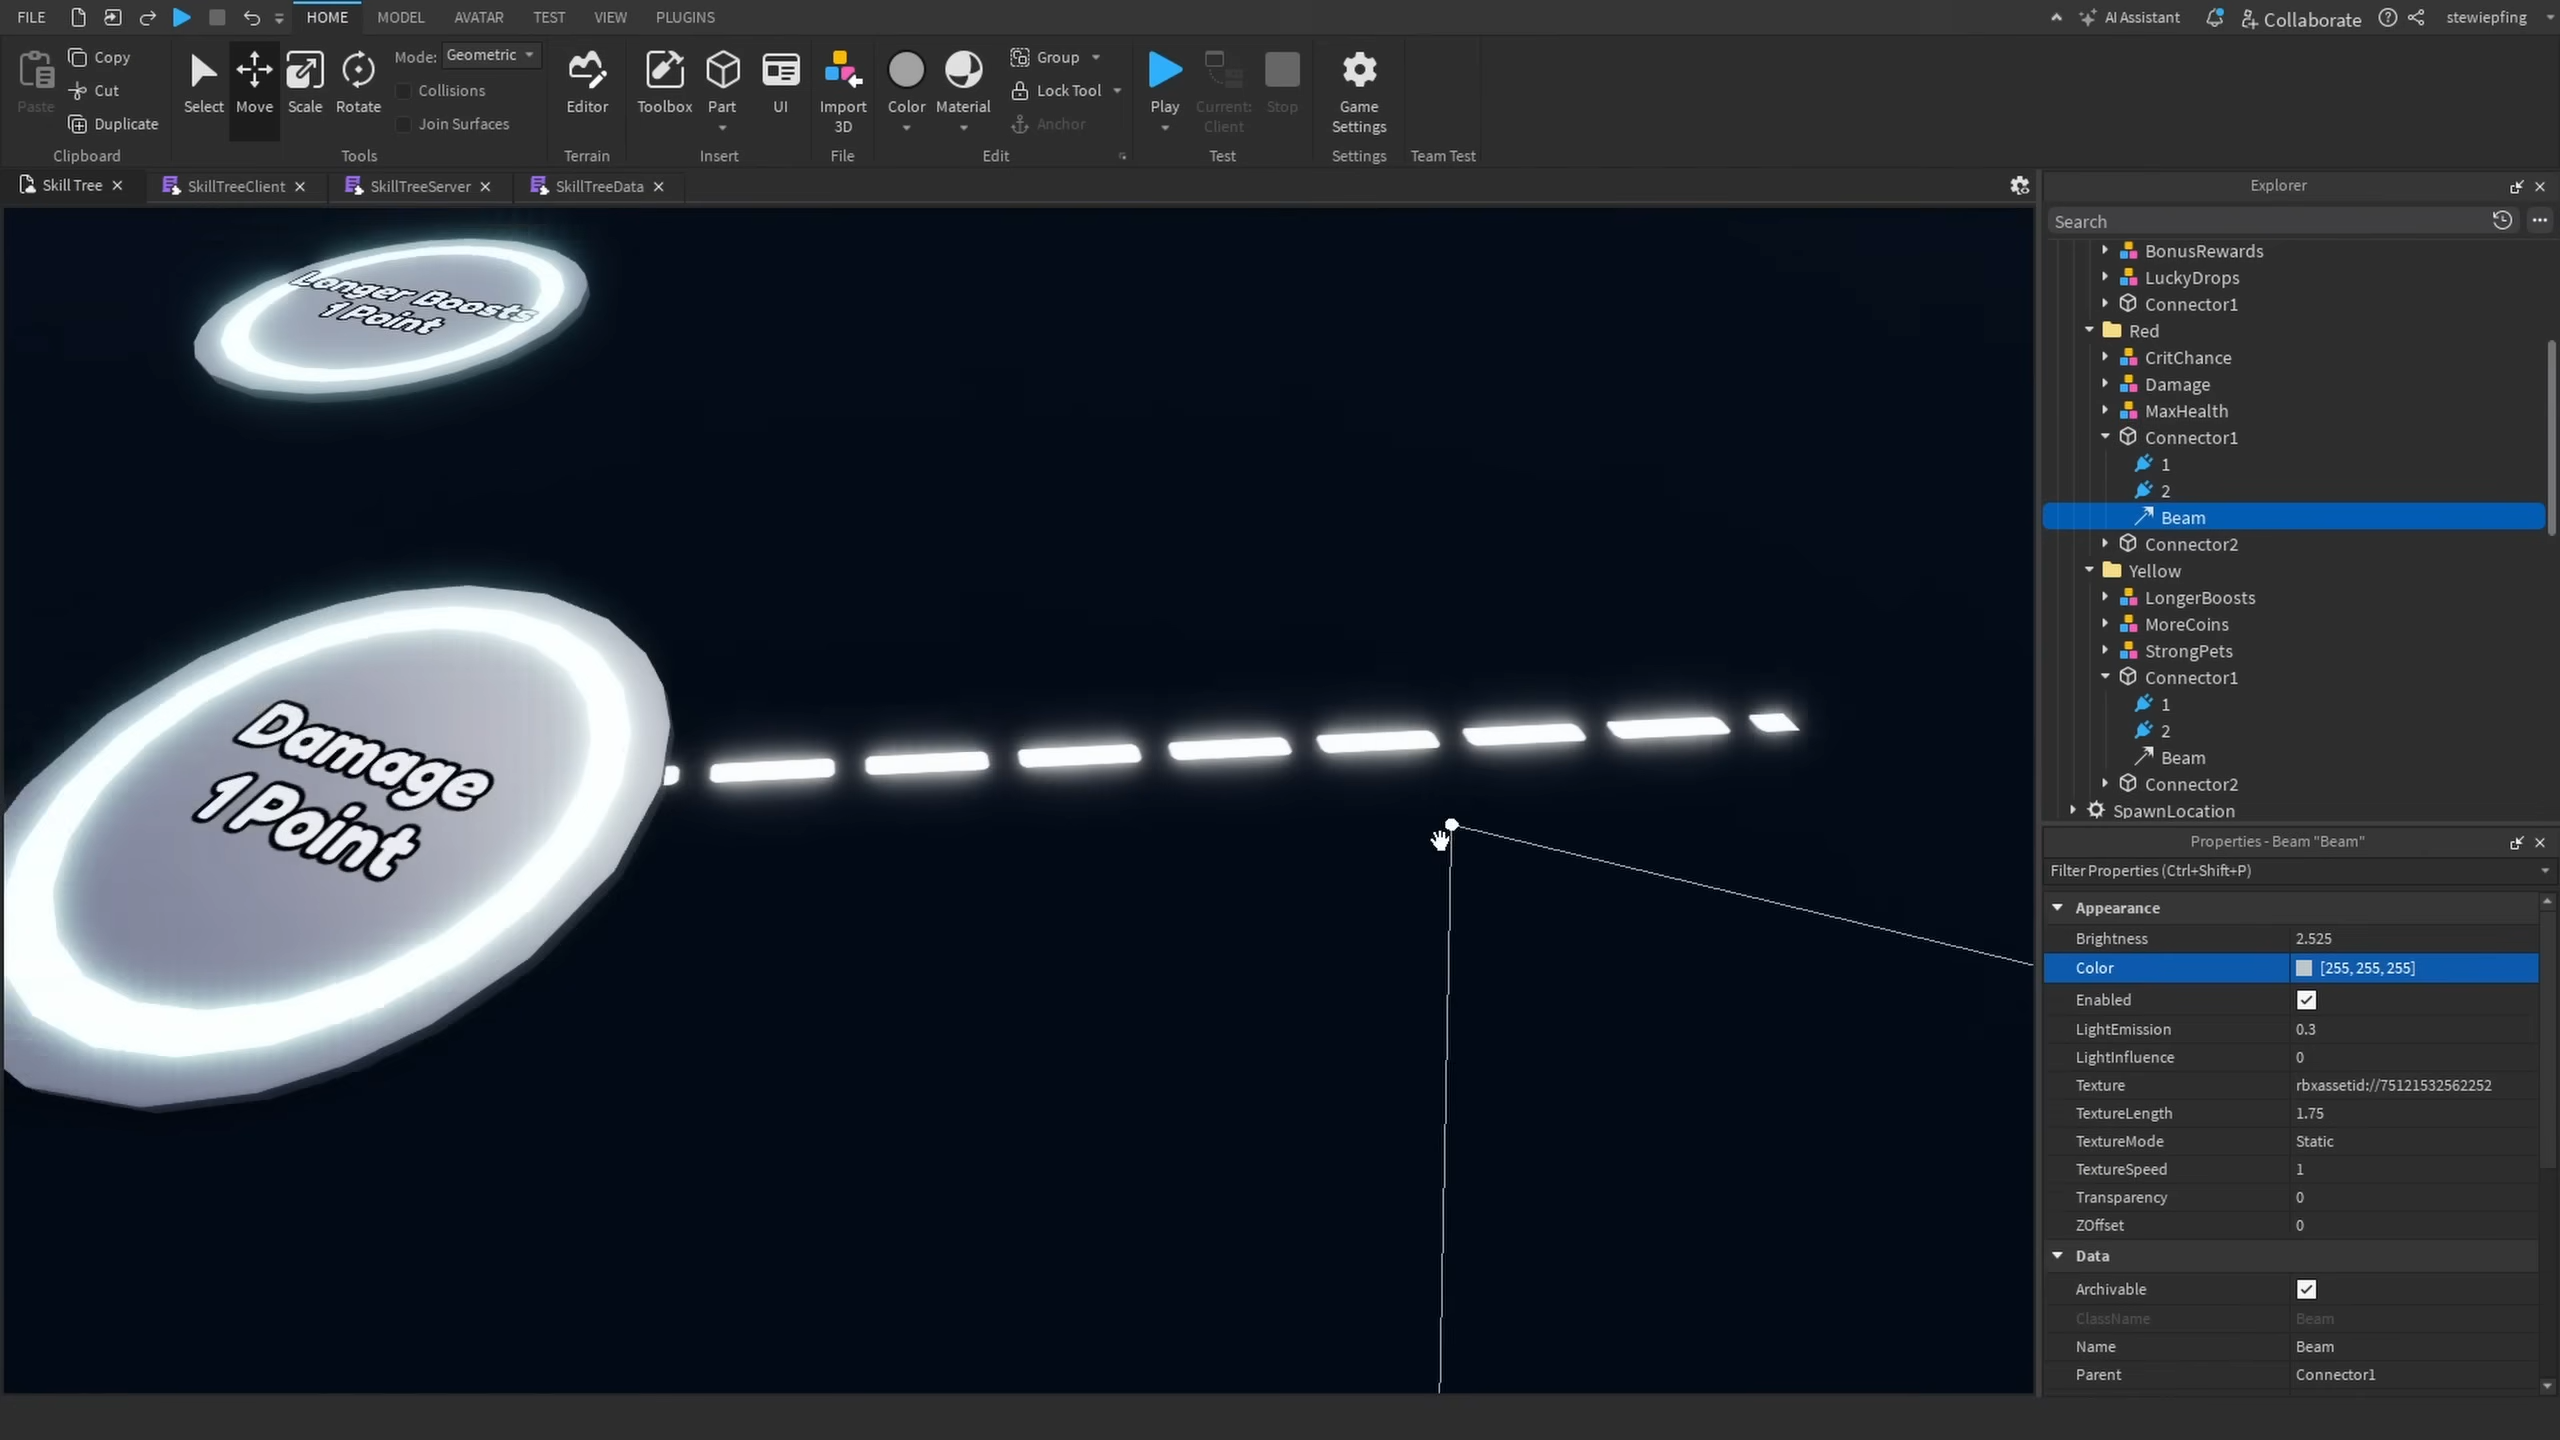 FILE HOME MODEL AVATAR TEST VIEW PLUGINS AI Assistant Collaborate stewiepfing
Paste Copy Cut Duplicate Clipboard
Select Move Scale Rotate Mode: Geometric Collisions Join Surfaces Tools
Editor Terrain
Toolbox Part UI Insert
Import 3D File
Color Material Group Lock Tool Anchor Edit
Play Current: Client Stop Test
Game Settings Settings Team Test
Skill Tree SkillTreeClient SkillTreeServer SkillTreeData
Longer Boosts
1 Point
Damage
1 Point
Explorer
Search
BonusRewards
LuckyDrops
Connector1
Red
CritChance
Damage
MaxHealth
Connector1
1
2
Beam
Connector2
Yellow
LongerBoosts
MoreCoins
StrongPets
Connector1
1
2
Beam
Connector2
SpawnLocation
Properties - Beam "Beam"
Filter Properties (Ctrl+Shift+P)
Appearance
Brightness 2.525
Color [255, 255, 255]
Enabled
LightEmission 0.3
LightInfluence 0
Texture rbxassetid://75121532562252
TextureLength 1.75
TextureMode Static
TextureSpeed 1
Transparency 0
ZOffset 0
Data
Archivable
ClassName Beam
Name Beam
Parent Connector1